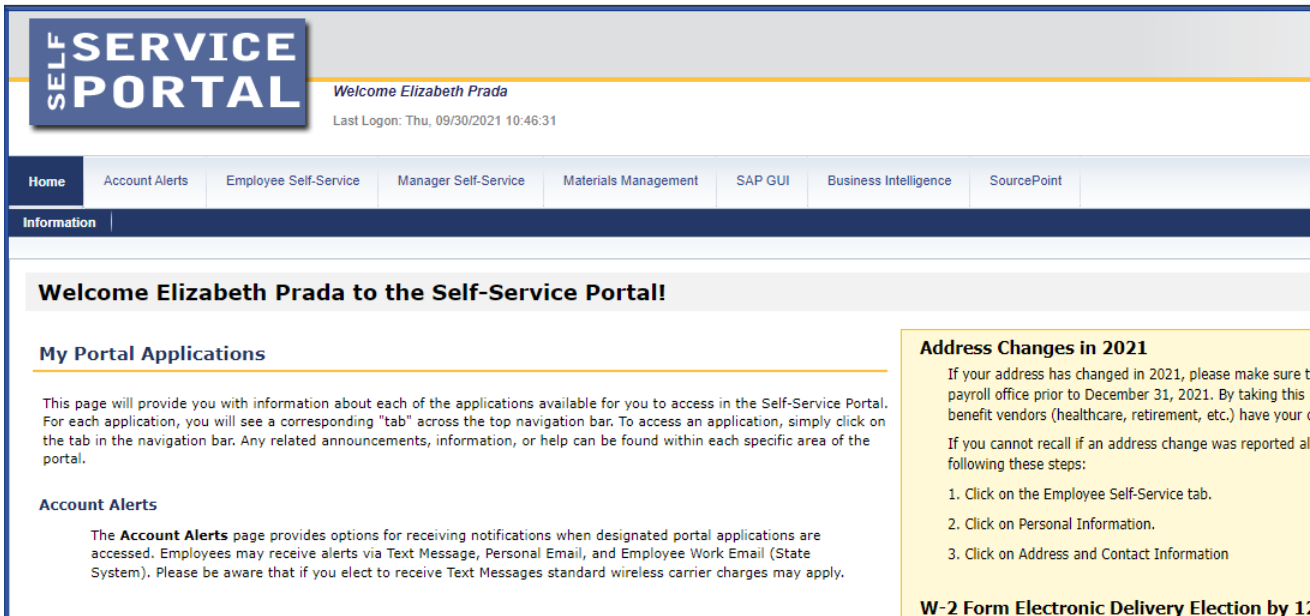 SELF SERVICE PORTAL
Welcome Elizabeth Prada
Last Logon: Thu, 09/30/2021 10:46:31
Home Account Alerts Employee Self-Service Manager Self-Service Materials Management SAP GUI Business Intelligence SourcePoint
Information
Welcome Elizabeth Prada to the Self-Service Portal!
My Portal Applications
This page will provide you with information about each of the applications available for you to access in the Self-Service Portal.
For each application, you will see a corresponding "tab" across the top navigation bar. To access an application, simply click on
the tab in the navigation bar. Any related announcements, information, or help can be found within each specific area of the
portal.
Account Alerts
The Account Alerts page provides options for receiving notifications when designated portal applications are
accessed. Employees may receive alerts via Text Message, Personal Email, and Employee Work Email (State
System). Please be aware that if you elect to receive Text Messages standard wireless carrier charges may apply.
Address Changes in 2021
If your address has changed in 2021, please make sure
payroll office prior to December 31, 2021. By taking this
benefit vendors (healthcare, retirement, etc.) have your
If you cannot recall if an address change was reported
following these steps:
1. Click on the Employee Self-Service tab.
2. Click on Personal Information.
3. Click on Address and Contact Information
W-2 Form Electronic Delivery Election by